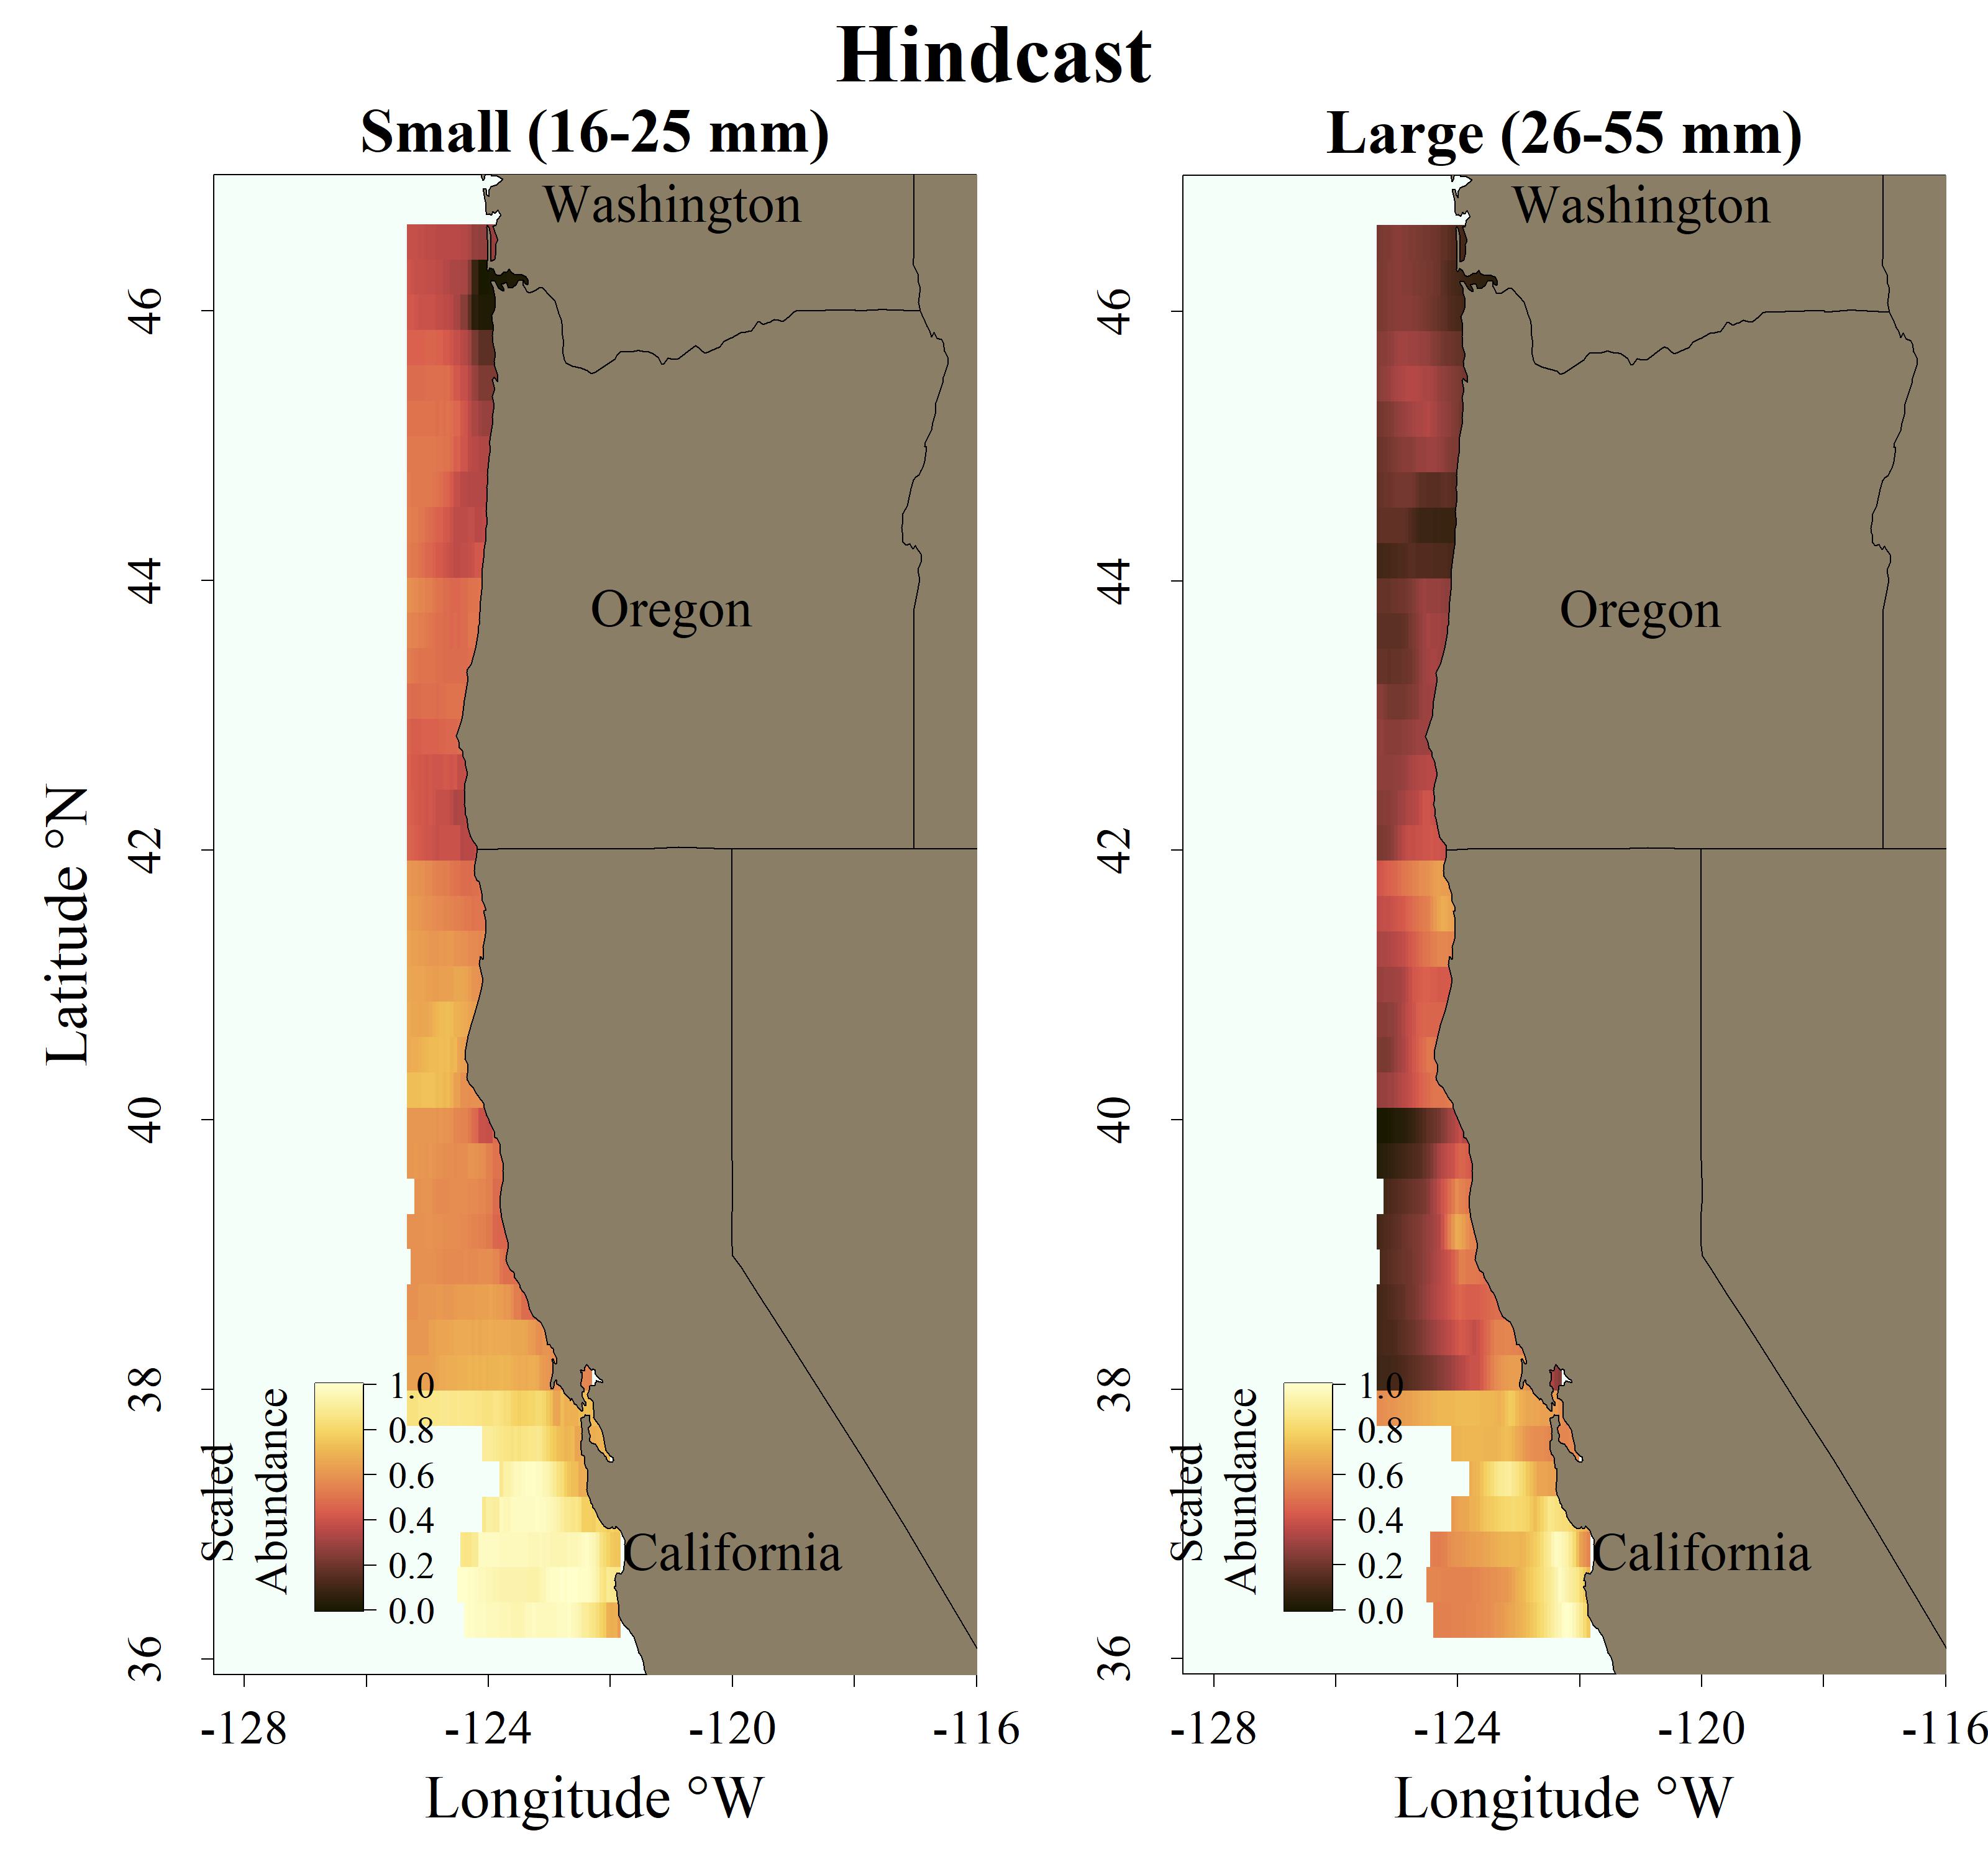 Hindcast
Small (16-25 mm)
Large (26-55 mm)
Washington
Oregon
California
Latitude °N
46
44
42
40
38
36
Scaled
Abundance
1.0
0.8
0.6
0.4
0.2
0.0
-128
-124
-120
-116
Longitude °W
Washington
Oregon
California
46
44
42
40
38
36
Scaled
Abundance
1.0
0.8
0.6
0.4
0.2
0.0
-128
-124
-120
-116
Longitude °W